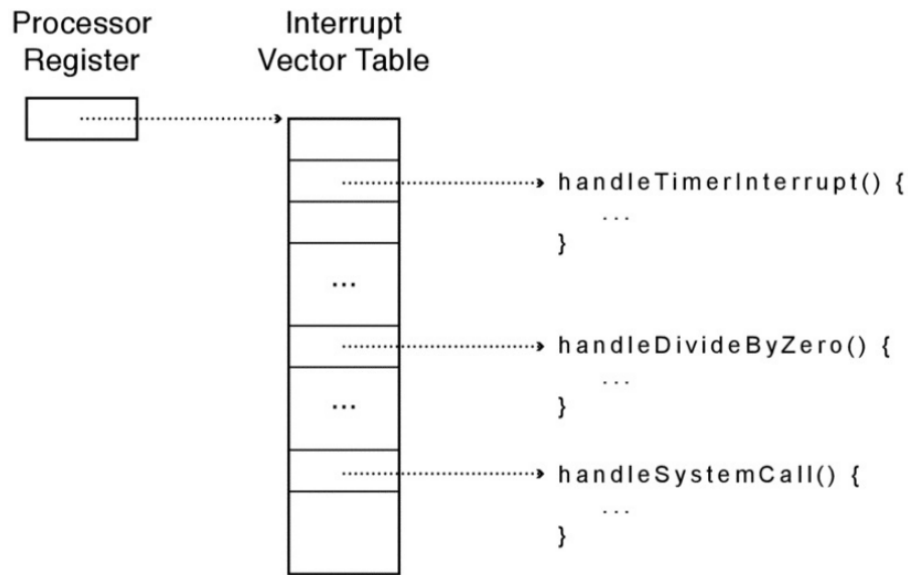 Processor
Register
Interrupt
Vector Table
handleTimerInterrupt() {
...
}
...
handleDivideByZero() {
...
}
...
handleSystemCall() {
...
}